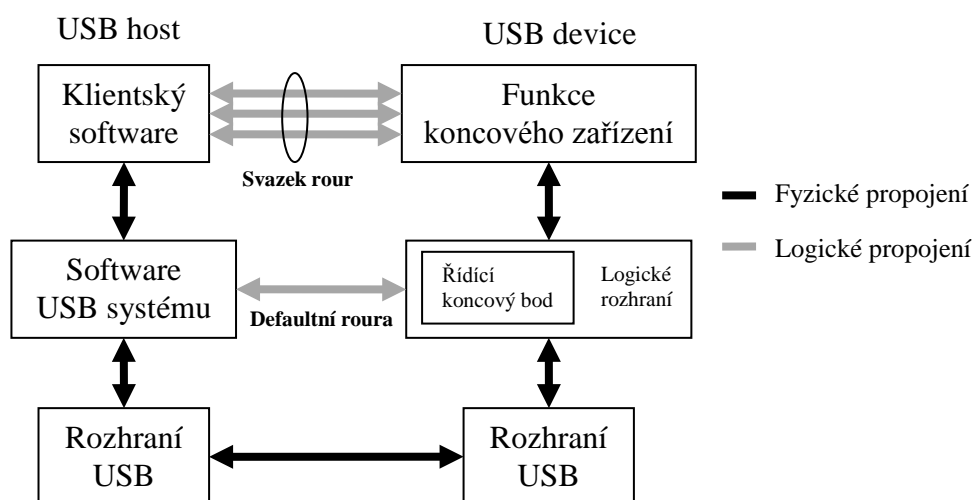 USB host
USB device
Klientský
software
Funkce
koncového zařízení
Svazek rour
Fyzické propojení
Logické propojení
Software
USB systému
Řídící
koncový bod
Logické
rozhraní
Defaultní roura
Rozhraní
USB
Rozhraní
USB